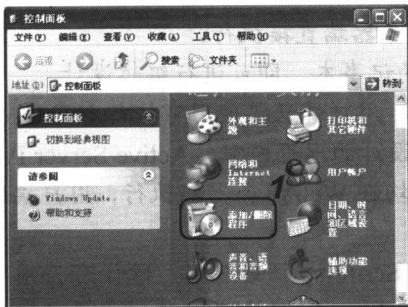 控制面板
文件(F) 编辑(E) 查看(V) 收藏(A) 工具(T) 帮助(H)
后退 搜索 文件夹
地址(D) 控制面板 转到
控制面板
切换到经典视图
请参阅
Windows Update
帮助和支持
外观和主
题
打印机和
其它硬件
网络和
Internet
连接
用户帐户
1
添加/删除
程序
日期、时
间、语言
和区域设
置
声音、语
音和音频
设备
辅助功能
选项